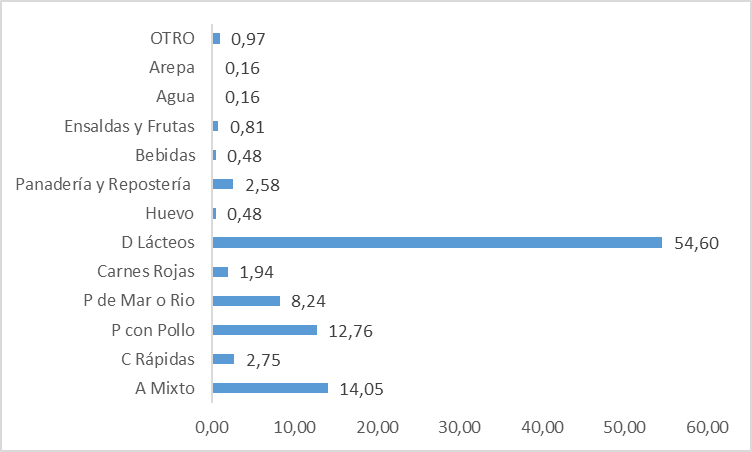 OTRO 0,97
Arepa 0,16
Agua 0,16
Ensaldas y Frutas 0,81
Bebidas 0,48
Panadería y Repostería 2,58
Huevo 0,48
D Lácteos 54,60
Carnes Rojas 1,94
P de Mar o Rio 8,24
P con Pollo 12,76
C Rápidas 2,75
A Mixto 14,05
0,00 10,00 20,00 30,00 40,00 50,00 60,00